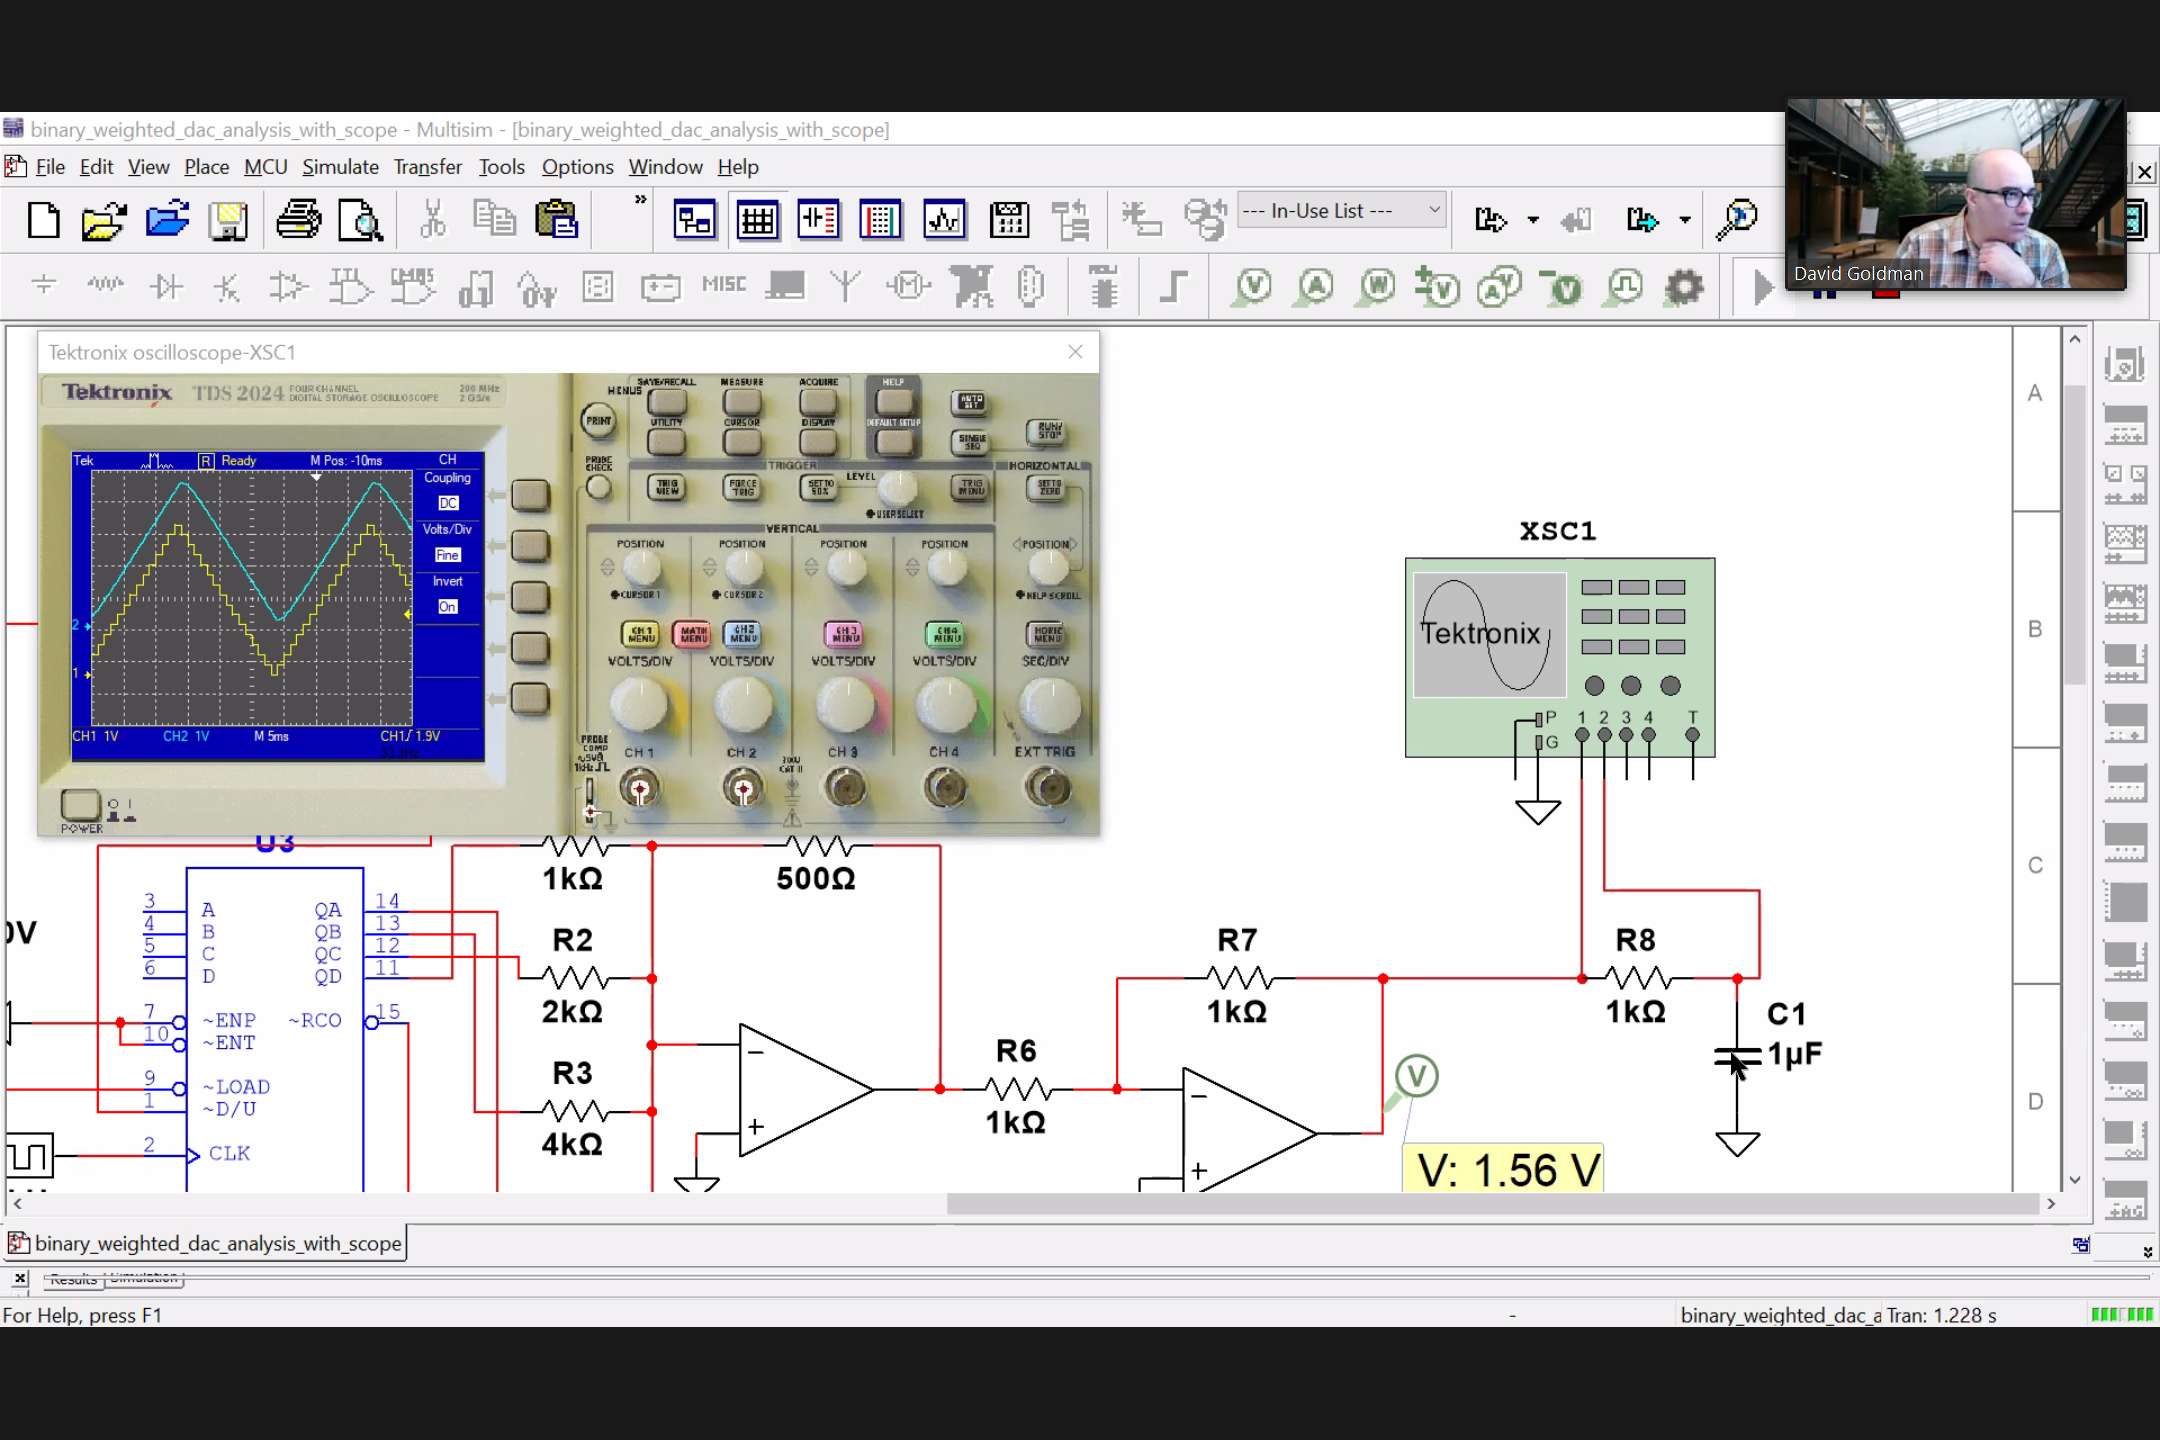 binary_weighted_dac_analysis_with_scope - Multisim - [binary_weighted_dac_analysis_with_scope]
File Edit View Place MCU Simulate Transfer Tools Options Window Help
--- In-Use List ---
TTL CMOS MISC
David Goldman
Tektronix oscilloscope-XSC1
Tektronix TDS 2024 FOUR CHANNEL DIGITAL STORAGE OSCILLOSCOPE 200 MHz 2 GS/s
MENUS SAVE/RECALL MEASURE ACQUIRE HELP
PRINT UTILITY CURSOR DISPLAY DEFAULT SETUP AUTO SET
SINGLE SEQ RUN/STOP
PROBE CHECK TRIGGER LEVEL HORIZONTAL
TRIG VIEW FORCE TRIG SET TO 50% USER SELECT TRIG MENU SET TO ZERO
VERTICAL
POSITION POSITION POSITION POSITION POSITION
CURSOR 1 CURSOR 2 HELP SCROLL
CH 1 MENU MATH MENU CH 2 MENU CH 3 MENU CH 4 MENU HORIZ MENU
VOLTS/DIV VOLTS/DIV VOLTS/DIV VOLTS/DIV SEC/DIV
CH 1 CH 2 CH 3 CH 4 EXT TRIG
PROBE COMP ~5V@ 1kHz
300V CAT II
POWER
Tek R Ready M Pos: -10ms CH
Coupling
DC
Volts/Div
Fine
Invert
On
2
1
CH1 1V CH2 1V M 5ms CH1 1.9V
XSC1
Tektronix
P 1 2 3 4 T
G
A
B
C
D
U3
3 A QA 14
4 B QB 13
5 C QC 12
6 D QD 11
7 ~ENP ~RCO 15
10 ~ENT
9 ~LOAD
1 ~D/U
2 CLK
0V
1kΩ
500Ω
R2
2kΩ
R3
4kΩ
R6
1kΩ
R7
1kΩ
R8
1kΩ
C1
1µF
V
V: 1.56 V
binary_weighted_dac_analysis_with_scope
Results Simulation
For Help, press F1 - binary_weighted_dac_a Tran: 1.228 s